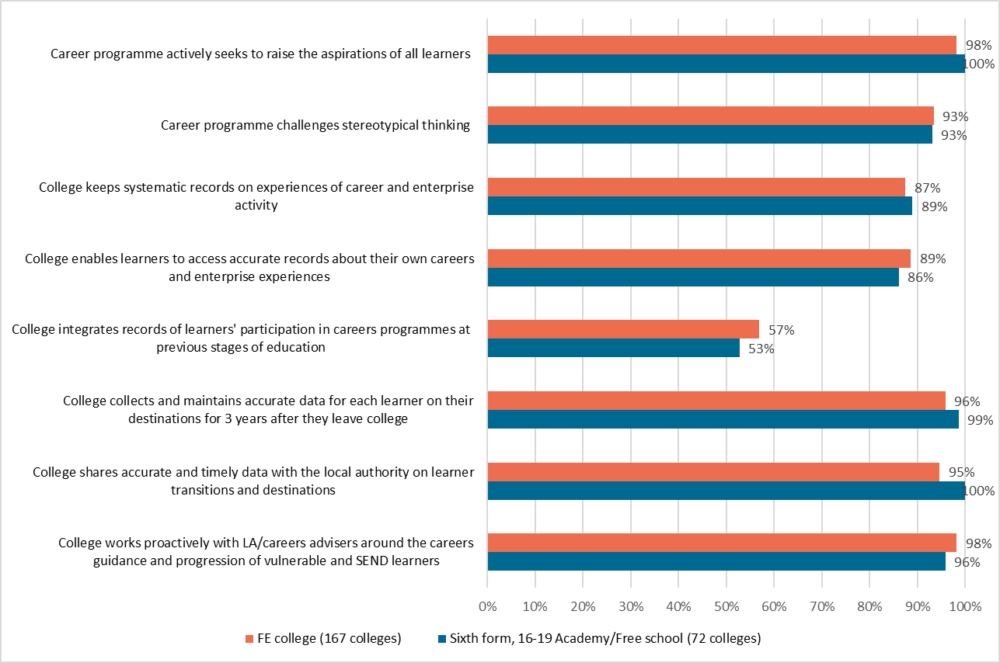 Career programme actively seeks to raise the aspirations of all learners
98%
100%
Career programme challenges stereotypical thinking
93%
93%
College keeps systematic records on experiences of career and enterprise
activity
87%
89%
College enables learners to access accurate records about their own careers
and enterprise experiences
89%
86%
College integrates records of learners' participation in careers programmes at
previous stages of education
57%
53%
College collects and maintains accurate data for each learner on their
destinations for 3 years after they leave college
96%
99%
College shares accurate and timely data with the local authority on learner
transitions and destinations
95%
100%
College works proactively with LA/careers advisers around the careers
guidance and progression of vulnerable and SEND learners
98%
96%
0% 10% 20% 30% 40% 50% 60% 70% 80% 90% 100%
FE college (167 colleges) Sixth form, 16-19 Academy/Free school (72 colleges)